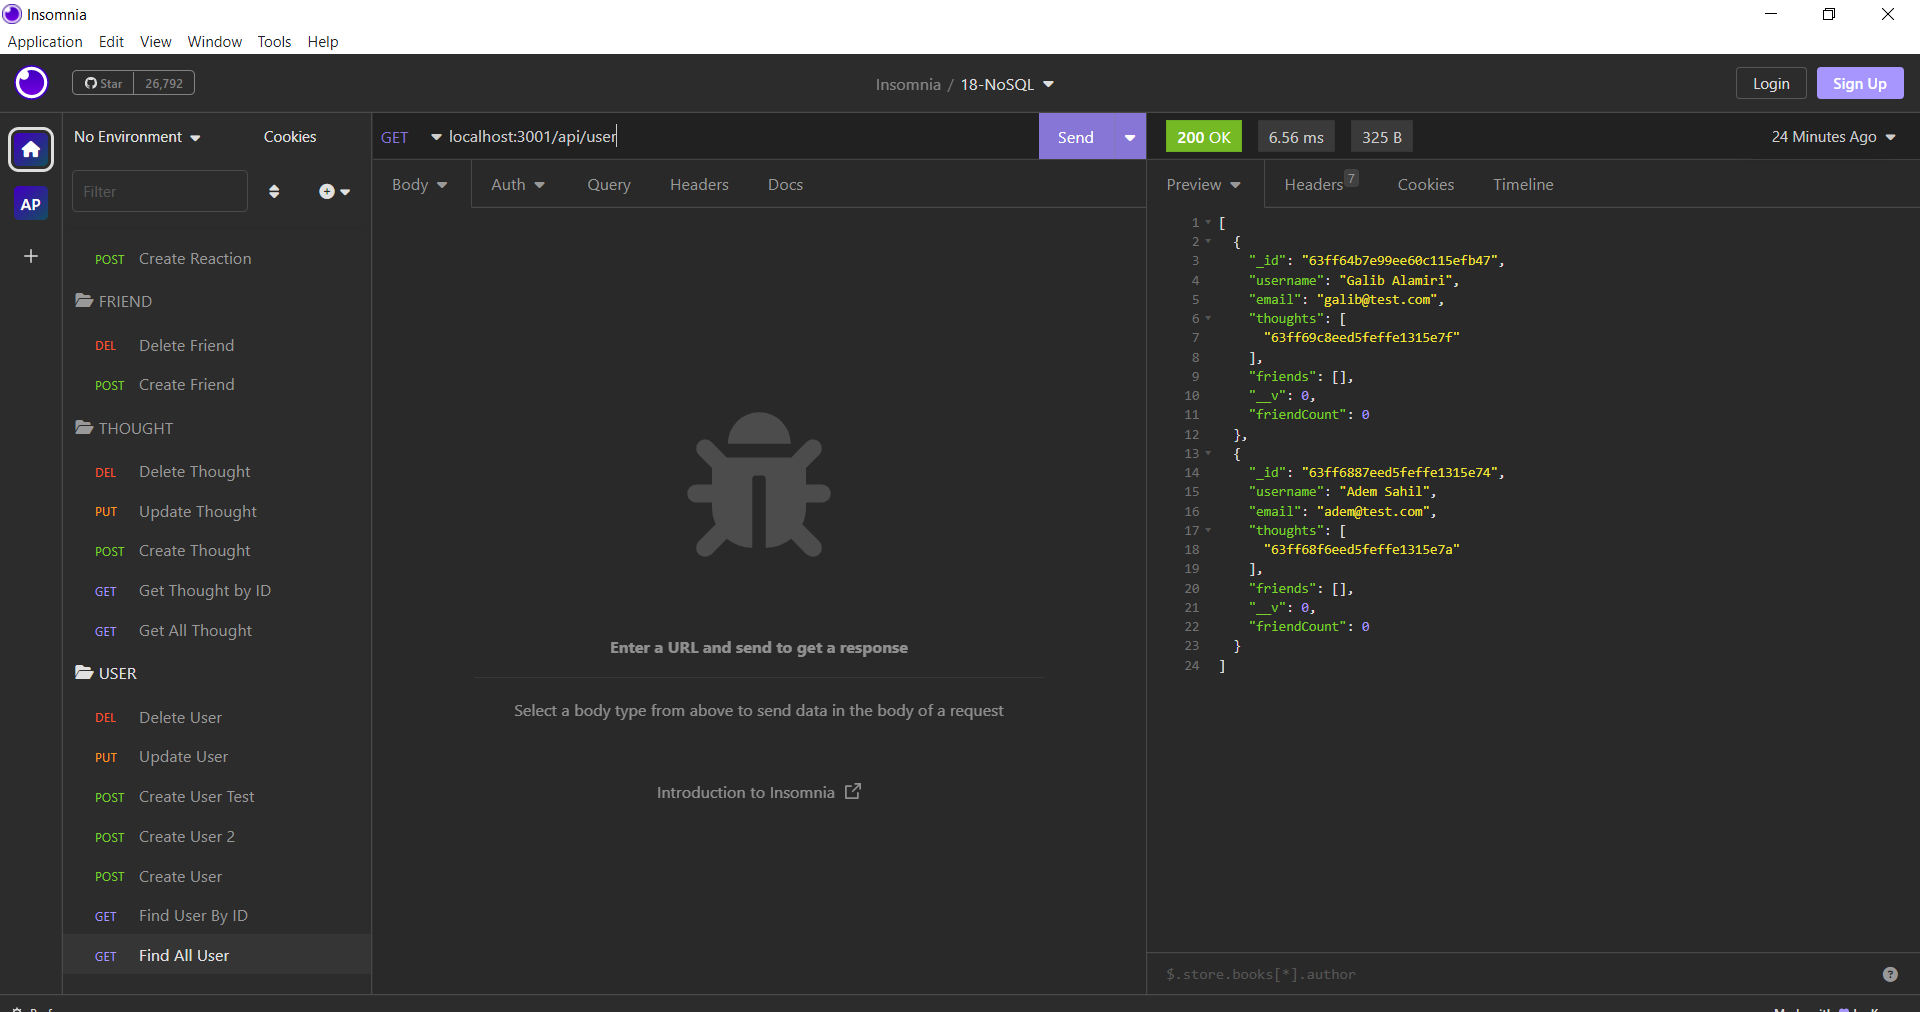 Insomnia
Application Edit View Window Tools Help
Star 26,792
Insomnia / 18-NoSQL
Login Sign Up
No Environment Cookies
GET localhost:3001/api/user Send
200 OK 6.56 ms 325 B 24 Minutes Ago
Filter
AP
Body Auth Query Headers Docs
Preview Headers 7 Cookies Timeline
POST Create Reaction
FRIEND
DEL Delete Friend
POST Create Friend
THOUGHT
DEL Delete Thought
PUT Update Thought
POST Create Thought
GET Get Thought by ID
GET Get All Thought
USER
DEL Delete User
PUT Update User
POST Create User Test
POST Create User 2
POST Create User
GET Find User By ID
GET Find All User
Enter a URL and send to get a response
Select a body type from above to send data in the body of a request
Introduction to Insomnia
1 [
2 {
3 "_id": "63ff64b7e99ee60c115efb47",
4 "username": "Galib Alamiri",
5 "email": "galib@test.com",
6 "thoughts": [
7 "63ff69c8eed5feffe1315e7f"
8 ],
9 "friends": [],
10 "__v": 0,
11 "friendCount": 0
12 },
13 {
14 "_id": "63ff6887eed5feffe1315e74",
15 "username": "Adem Sahil",
16 "email": "adem@test.com",
17 "thoughts": [
18 "63ff68f6eed5feffe1315e7a"
19 ],
20 "friends": [],
21 "__v": 0,
22 "friendCount": 0
23 }
24 ]
$.store.books[*].author